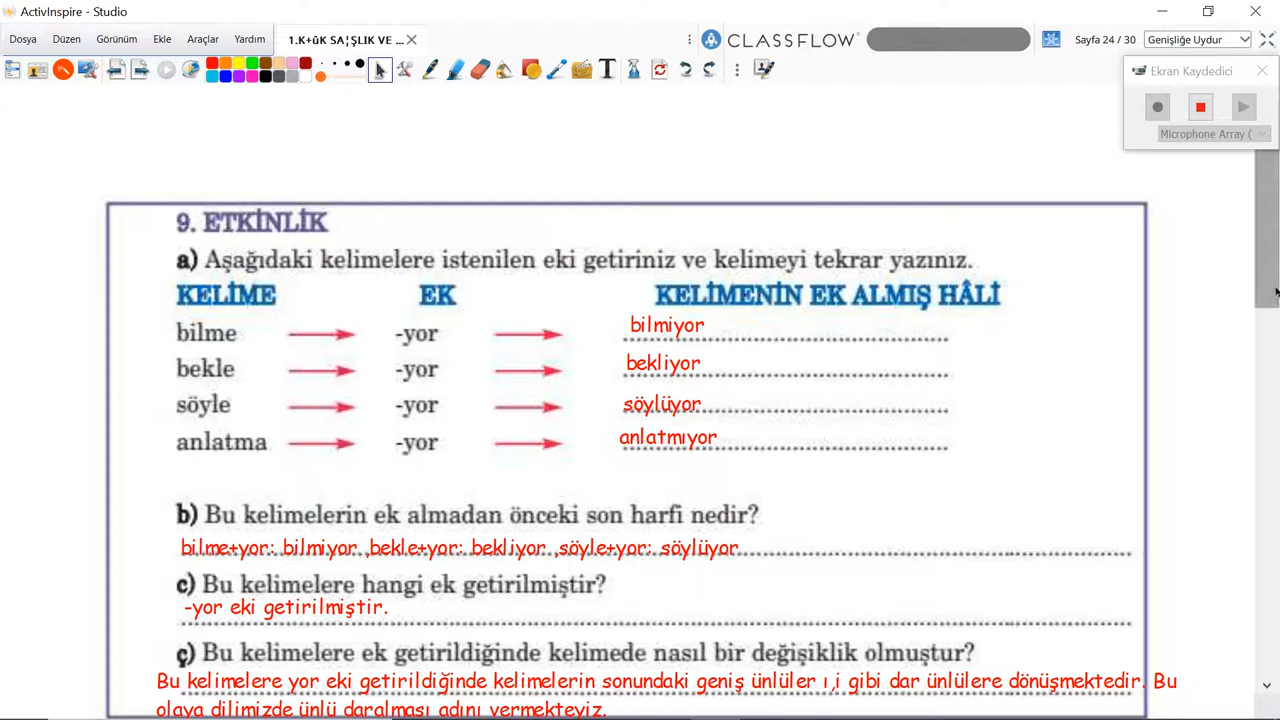 ActivInspire - Studio
Dosya Düzen Görünüm Ekle Araçlar Yardım 1.K+ûK SA¦ŞLIK VE ... CLASSFLOW Sayfa 24 / 30 Genişliğe Uydur
Ekran Kaydedici
Microphone Array (
9. ETKİNLİK
a) Aşağıdaki kelimelere istenilen eki getiriniz ve kelimeyi tekrar yazınız.
KELİME EK KELİMENİN EK ALMIŞ HÂLİ
bilme -yor bilmiyor
bekle -yor bekliyor
söyle -yor söylüyor
anlatma -yor anlatmıyor
b) Bu kelimelerin ek almadan önceki son harfi nedir?
bilme+yor: bilmiyor ,bekle+yor: bekliyor ,söyle+yor: söylüyor
c) Bu kelimelere hangi ek getirilmiştir?
-yor eki getirilmiştir.
ç) Bu kelimelere ek getirildiğinde kelimede nasıl bir değişiklik olmuştur?
Bu kelimelere yor eki getirildiğinde kelimelerin sonundaki geniş ünlüler ı,i gibi dar ünlülere dönüşmektedir. Bu
olaya dilimizde ünlü daralması adını vermekteyiz.